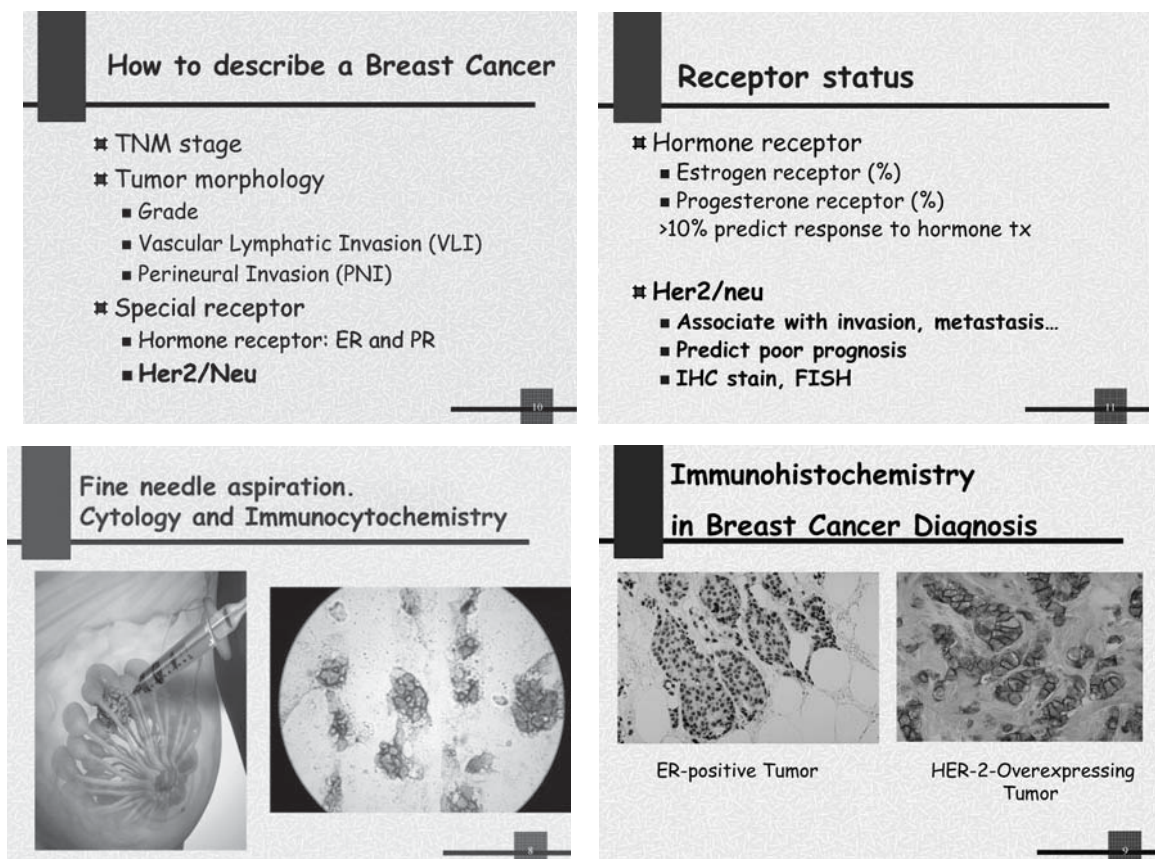 How to describe a Breast Cancer
TNM stage
Tumor morphology
Grade
Vascular Lymphatic Invasion (VLI)
Perineural Invasion (PNI)
Special receptor
Hormone receptor: ER and PR
Her2/Neu
10
Receptor status
Hormone receptor
Estrogen receptor (%)
Progesterone receptor (%)
>10% predict response to hormone tx
Her2/neu
Associate with invasion, metastasis…
Predict poor prognosis
IHC stain, FISH
11
Fine needle aspiration.
Cytology and Immunocytochemistry
8
Immunohistochemistry
in Breast Cancer Diagnosis
ER-positive Tumor
HER-2-Overexpressing
Tumor
9